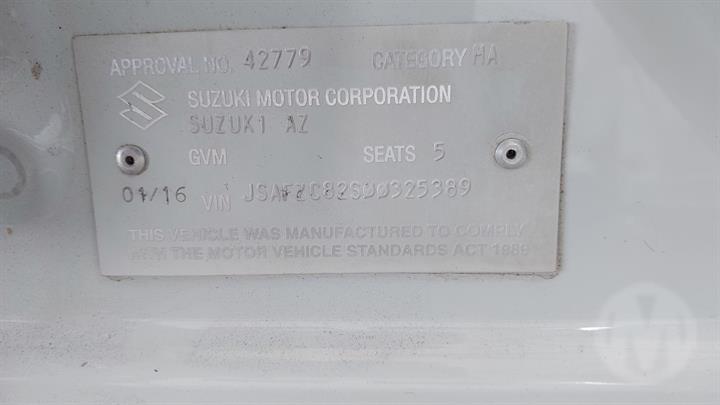 APPROVAL NO. 42779 CATEGORY MA
SUZUKI MOTOR CORPORATION
SUZUKI AZ
GVM SEATS 5
01/16 VIN JSAFZC82S00325389
THIS VEHICLE WAS MANUFACTURED TO COMPLY
WITH THE MOTOR VEHICLE STANDARDS ACT 1989